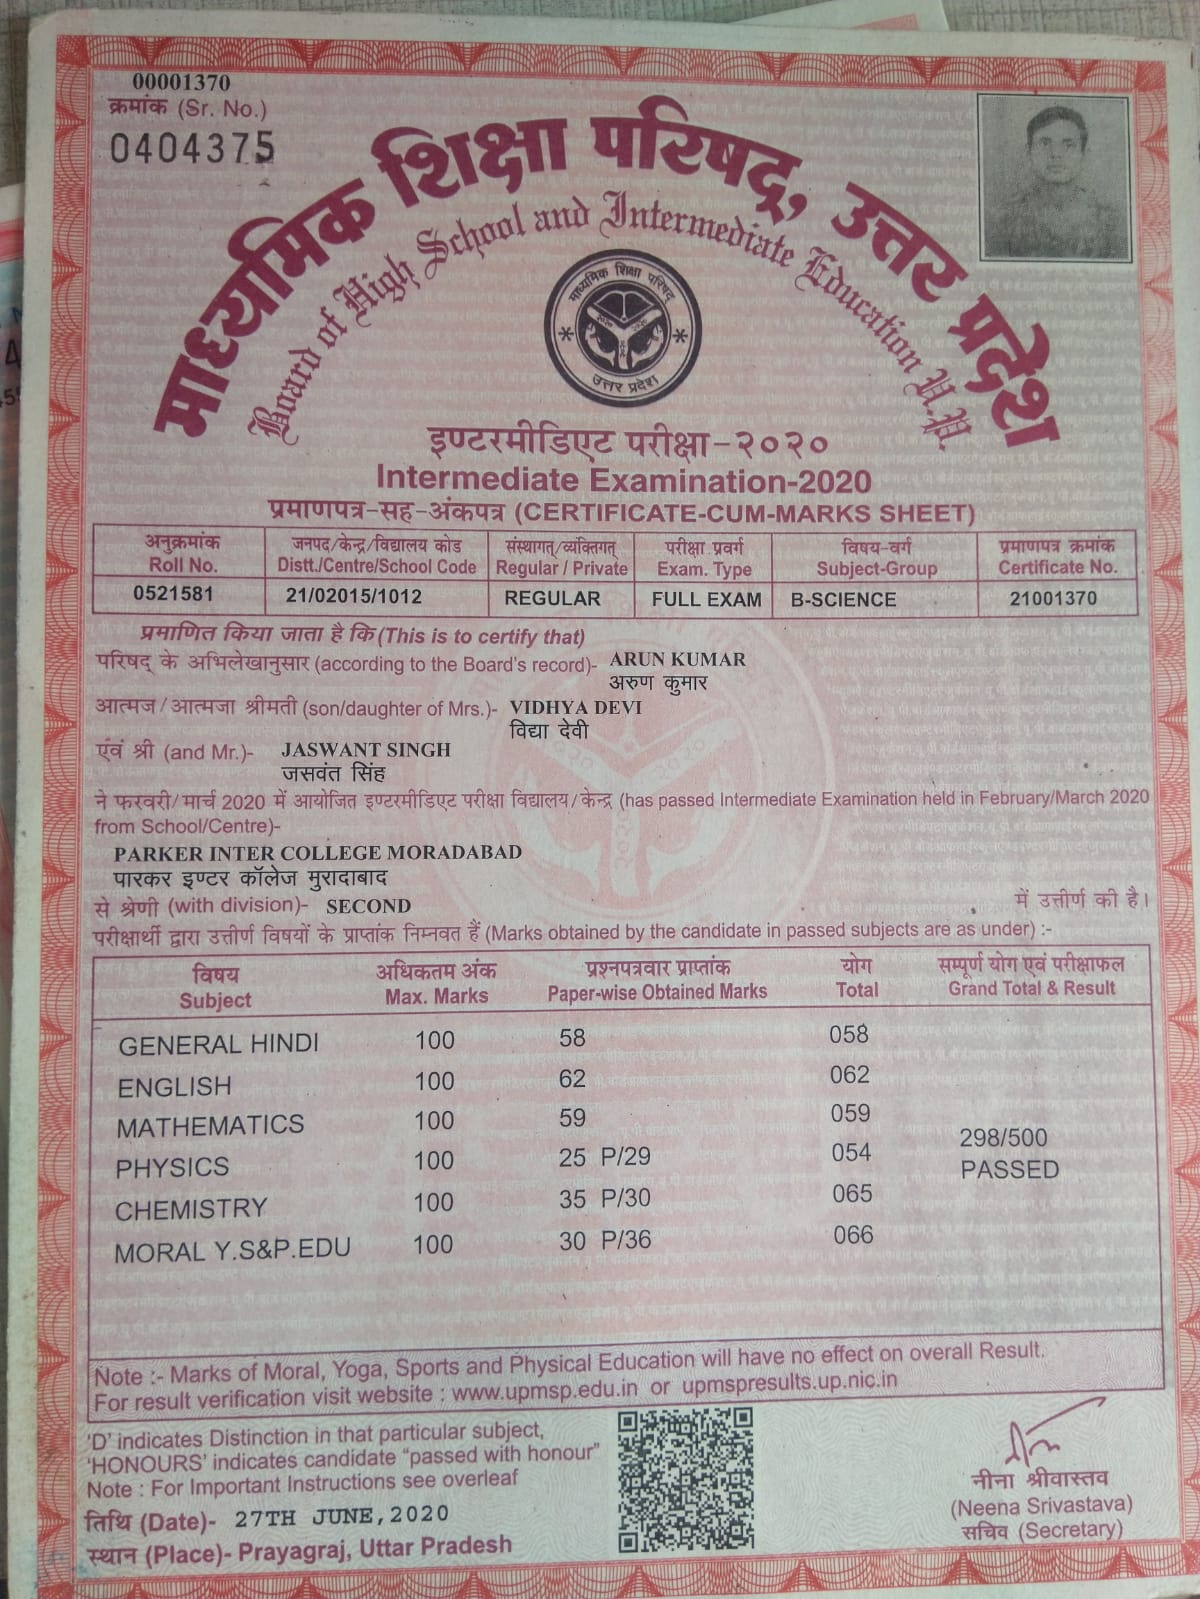 00001370
क्रमांक (Sr. No.)
0404375
माध्यमिक शिक्षा परिषद्, उत्तर प्रदेश
Board of High School and Intermediate Education U.P.
माध्यमिक शिक्षा परिषद्
उत्तर प्रदेश
इण्टरमीडिएट परीक्षा-२०२०
Intermediate Examination-2020
प्रमाणपत्र-सह-अंकपत्र (CERTIFICATE-CUM-MARKS SHEET)
अनुक्रमांक जनपद/केन्द्र/विद्यालय कोड संस्थागत्/व्यक्तिगत् परीक्षा प्रवर्ग विषय-वर्ग प्रमाणपत्र क्रमांक
Roll No. Distt./Centre/School Code Regular / Private Exam. Type Subject-Group Certificate No.
0521581 21/02015/1012 REGULAR FULL EXAM B-SCIENCE 21001370
प्रमाणित किया जाता है कि (This is to certify that)
परिषद् के अभिलेखानुसार (according to the Board's record)- ARUN KUMAR
अरुण कुमार
आत्मज/आत्मजा श्रीमती (son/daughter of Mrs.)- VIDHYA DEVI
विद्या देवी
एंव श्री (and Mr.)- JASWANT SINGH
जसवंत सिंह
ने फरवरी/मार्च 2020 में आयोजित इण्टरमीडिएट परीक्षा विद्यालय/केन्द्र (has passed Intermediate Examination held in February/March 2020
from School/Centre)-
PARKER INTER COLLEGE MORADABAD
पारकर इण्टर कॉलेज मुरादाबाद
से श्रेणी (with division)- SECOND में उत्तीर्ण की है।
परीक्षार्थी द्वारा उत्तीर्ण विषयों के प्राप्तांक निम्नवत हैं (Marks obtained by the candidate in passed subjects are as under) :-
विषय अधिकतम अंक प्रश्नपत्रवार प्राप्तांक योग सम्पूर्ण योग एवं परीक्षाफल
Subject Max. Marks Paper-wise Obtained Marks Total Grand Total & Result
GENERAL HINDI 100 58 058
ENGLISH 100 62 062
MATHEMATICS 100 59 059
298/500
PHYSICS 100 25 P/29 054
PASSED
CHEMISTRY 100 35 P/30 065
MORAL Y.S&P.EDU 100 30 P/36 066
Note :- Marks of Moral, Yoga, Sports and Physical Education will have no effect on overall Result.
For result verification visit website : www.upmsp.edu.in or upmspresults.up.nic.in
'D' indicates Distinction in that particular subject,
'HONOURS' indicates candidate "passed with honour"
Note : For Important Instructions see overleaf
तिथि (Date)- 27TH JUNE,2020
स्थान (Place)- Prayagraj, Uttar Pradesh
नीना श्रीवास्तव
(Neena Srivastava)
सचिव (Secretary)